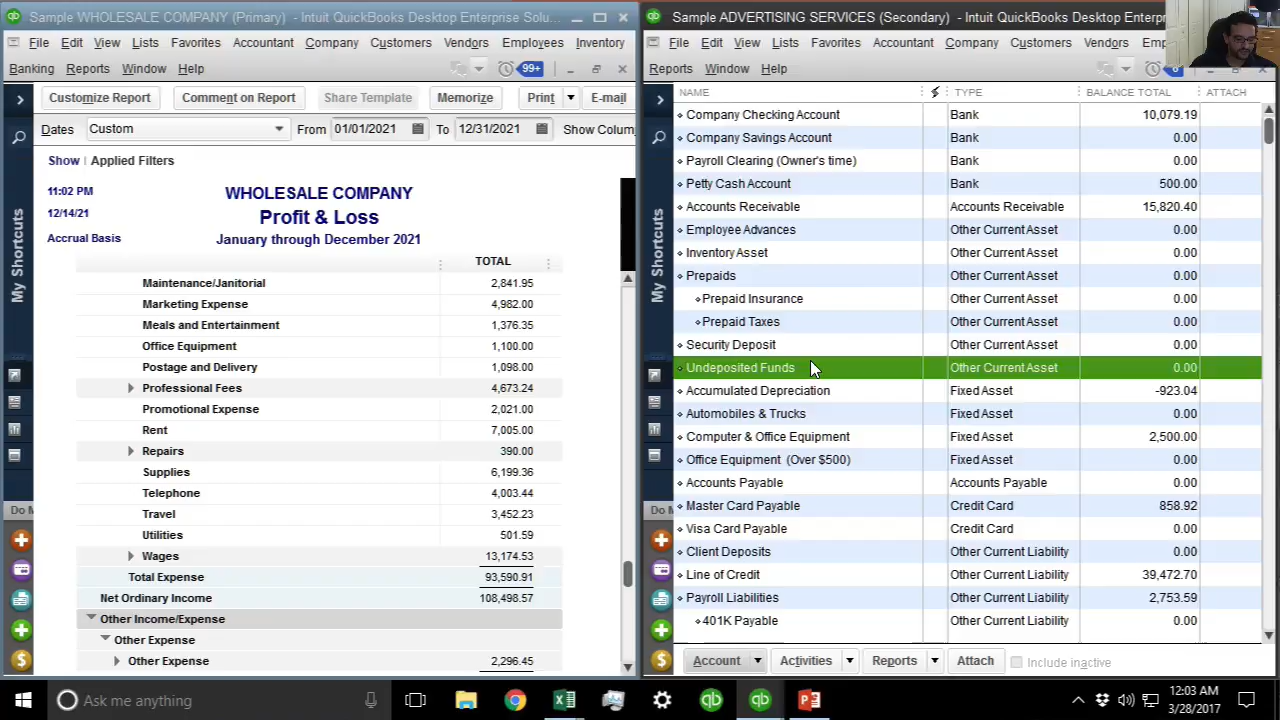 Sample WHOLESALE COMPANY (Primary) - Intuit QuickBooks Desktop Enterprise Solu...
File Edit View Lists Favorites Accountant Company Customers Vendors Employees Inventory
Banking Reports Window Help 99+
Customize Report Comment on Report Share Template Memorize Print E-mail
Dates Custom From 01/01/2021 To 12/31/2021 Show Colum
Show Applied Filters
11:02 PM WHOLESALE COMPANY
12/14/21 Profit & Loss
Accrual Basis January through December 2021
My Shortcuts
TOTAL
Maintenance/Janitorial 2,841.95
Marketing Expense 4,982.00
Meals and Entertainment 1,376.35
Office Equipment 1,100.00
Postage and Delivery 1,098.00
Professional Fees 4,673.24
Promotional Expense 2,021.00
Rent 7,005.00
Repairs 390.00
Supplies 6,199.36
Telephone 4,003.44
Travel 3,452.23
Utilities 501.59
Wages 13,174.53
Total Expense 93,590.91
Net Ordinary Income 108,498.57
Other Income/Expense
Other Expense
Other Expense 2,296.45
Do M
Sample ADVERTISING SERVICES (Secondary) - Intuit QuickBooks Desktop Enterp
File Edit View Lists Favorites Accountant Company Customers Vendors Em
Reports Window Help
NAME TYPE BALANCE TOTAL ATTACH
My Shortcuts
Company Checking Account Bank 10,079.19
Company Savings Account Bank 0.00
Payroll Clearing (Owner's time) Bank 0.00
Petty Cash Account Bank 500.00
Accounts Receivable Accounts Receivable 15,820.40
Employee Advances Other Current Asset 0.00
Inventory Asset Other Current Asset 0.00
Prepaids Other Current Asset 0.00
Prepaid Insurance Other Current Asset 0.00
Prepaid Taxes Other Current Asset 0.00
Security Deposit Other Current Asset 0.00
Undeposited Funds Other Current Asset 0.00
Accumulated Depreciation Fixed Asset -923.04
Automobiles & Trucks Fixed Asset 0.00
Computer & Office Equipment Fixed Asset 2,500.00
Office Equipment (Over $500) Fixed Asset 0.00
Accounts Payable Accounts Payable 0.00
Master Card Payable Credit Card 858.92
Visa Card Payable Credit Card 0.00
Client Deposits Other Current Liability 0.00
Line of Credit Other Current Liability 39,472.70
Payroll Liabilities Other Current Liability 2,753.59
401K Payable Other Current Liability 0.00
Do M
Account Activities Reports Attach Include inactive
Ask me anything
12:03 AM
3/28/2017